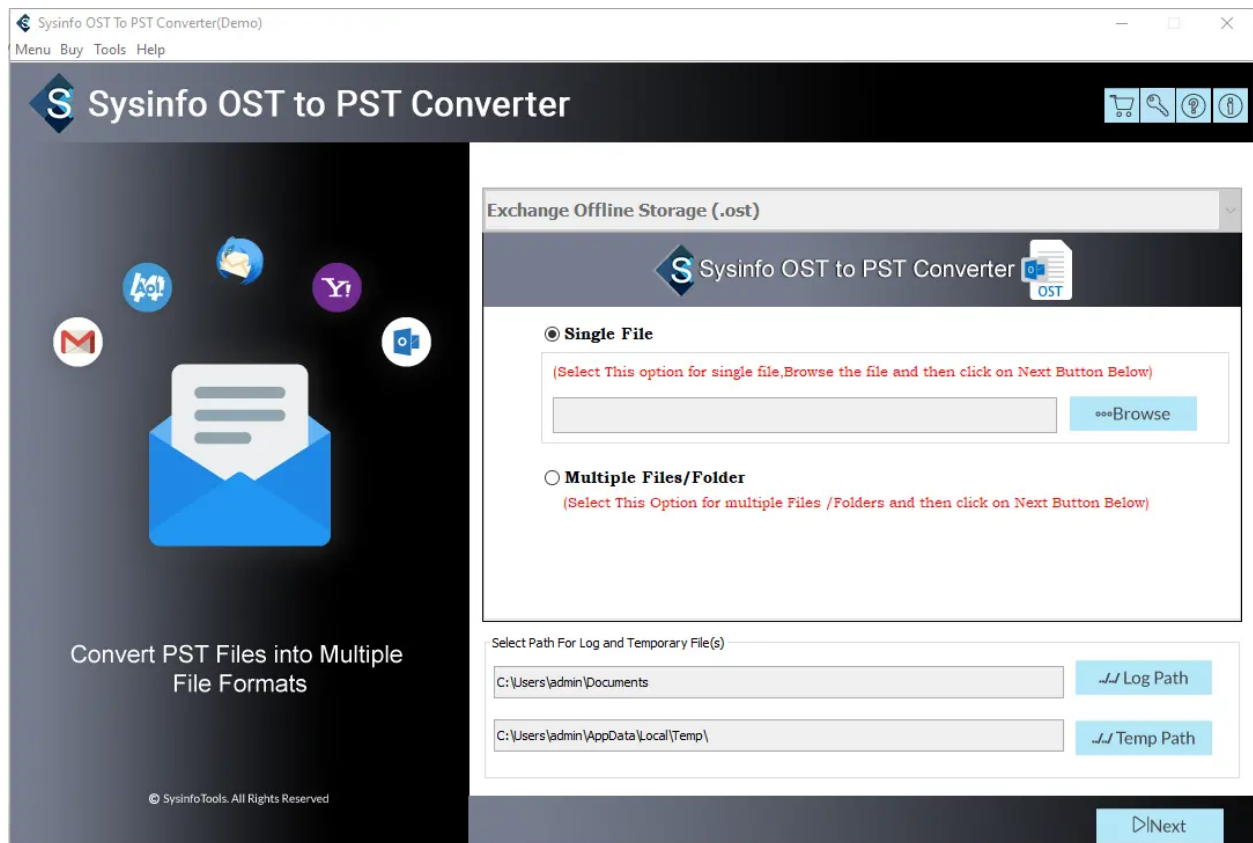 Sysinfo OST To PST Converter(Demo)
Menu Buy Tools Help
S Sysinfo OST to PST Converter
Exchange Offline Storage (.ost)
S Sysinfo OST to PST Converter
OST
Aol
Y!
Single File
(Select This option for single file,Browse the file and then click on Next Button Below)
Browse
Multiple Files/Folder
(Select This Option for multiple Files /Folders and then click on Next Button Below)
Convert PST Files into Multiple
File Formats
© SysinfoTools. All Rights Reserved
Select Path For Log and Temporary File(s)
C:\Users\admin\Documents
../../ Log Path
C:\Users\admin\AppData\Local\Temp\
../../ Temp Path
Next